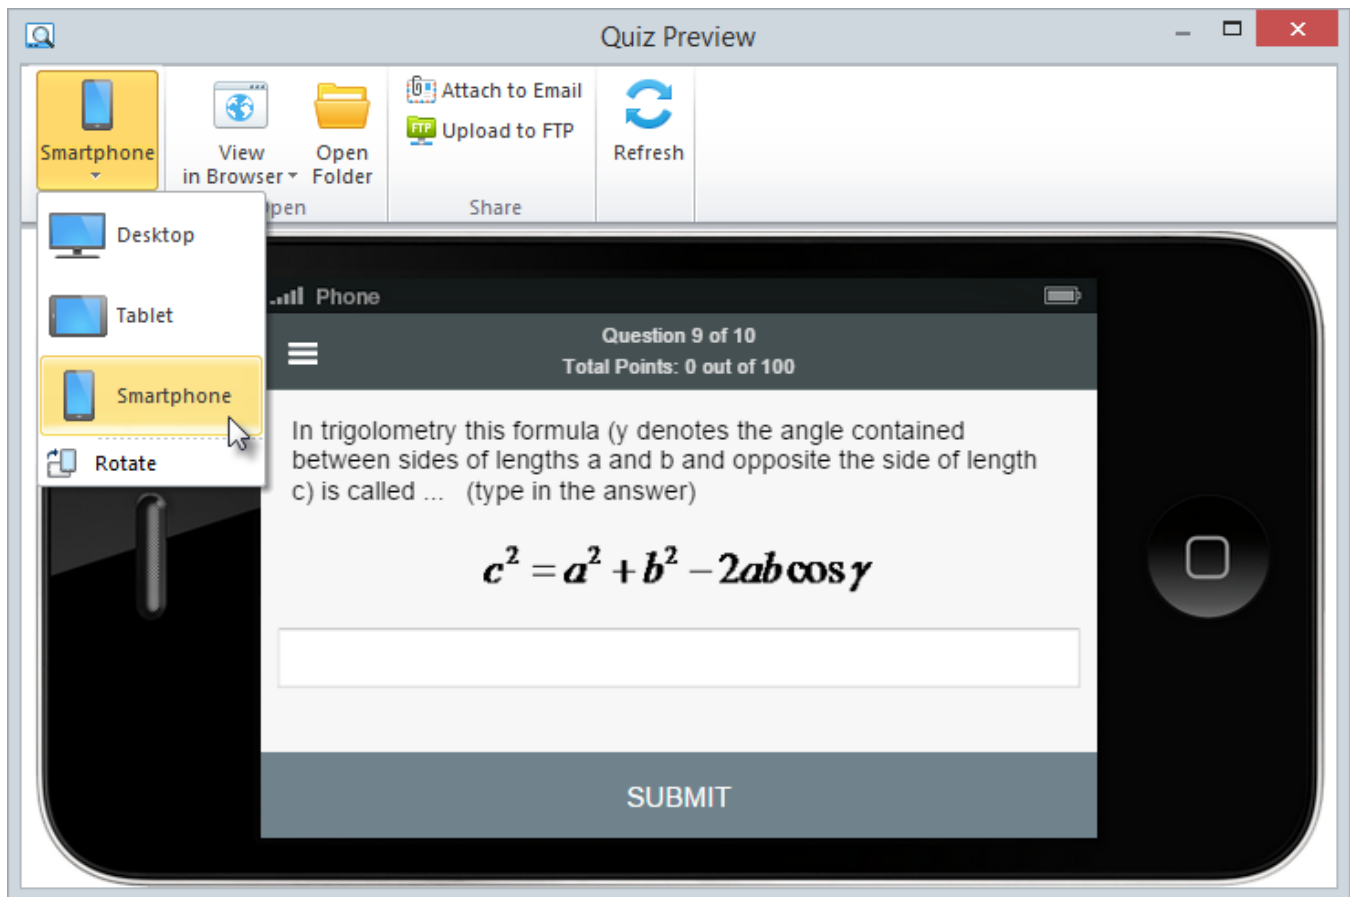 Quiz Preview
Smartphone
View in Browser
Open Folder
Attach to Email
FTP
Upload to FTP
Refresh
Share
Desktop
Tablet
Smartphone
Rotate
Phone
Question 9 of 10
Total Points: 0 out of 100
In trigolometry this formula (y denotes the angle contained
between sides of lengths a and b and opposite the side of length
c) is called ... (type in the answer)
c² = a² + b² − 2ab cos γ
SUBMIT